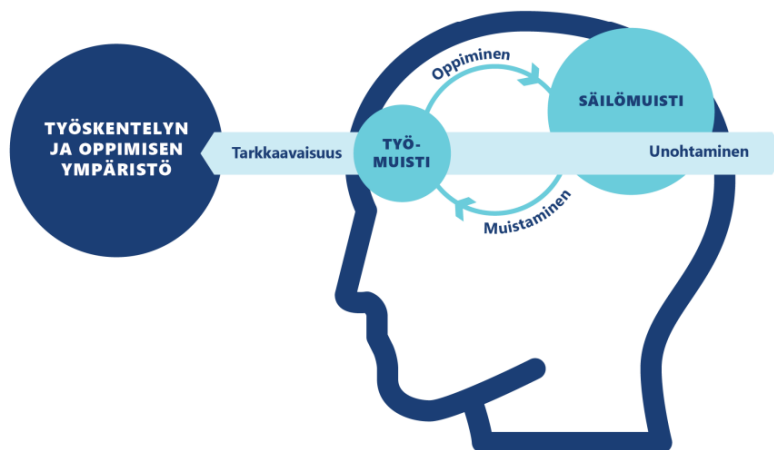 TYÖSKENTELYN
JA OPPIMISEN
YMPÄRISTÖ
Tarkkaavaisuus
TYÖ-
MUISTI
Oppiminen
Muistaminen
SÄILÖMUISTI
Unohtaminen